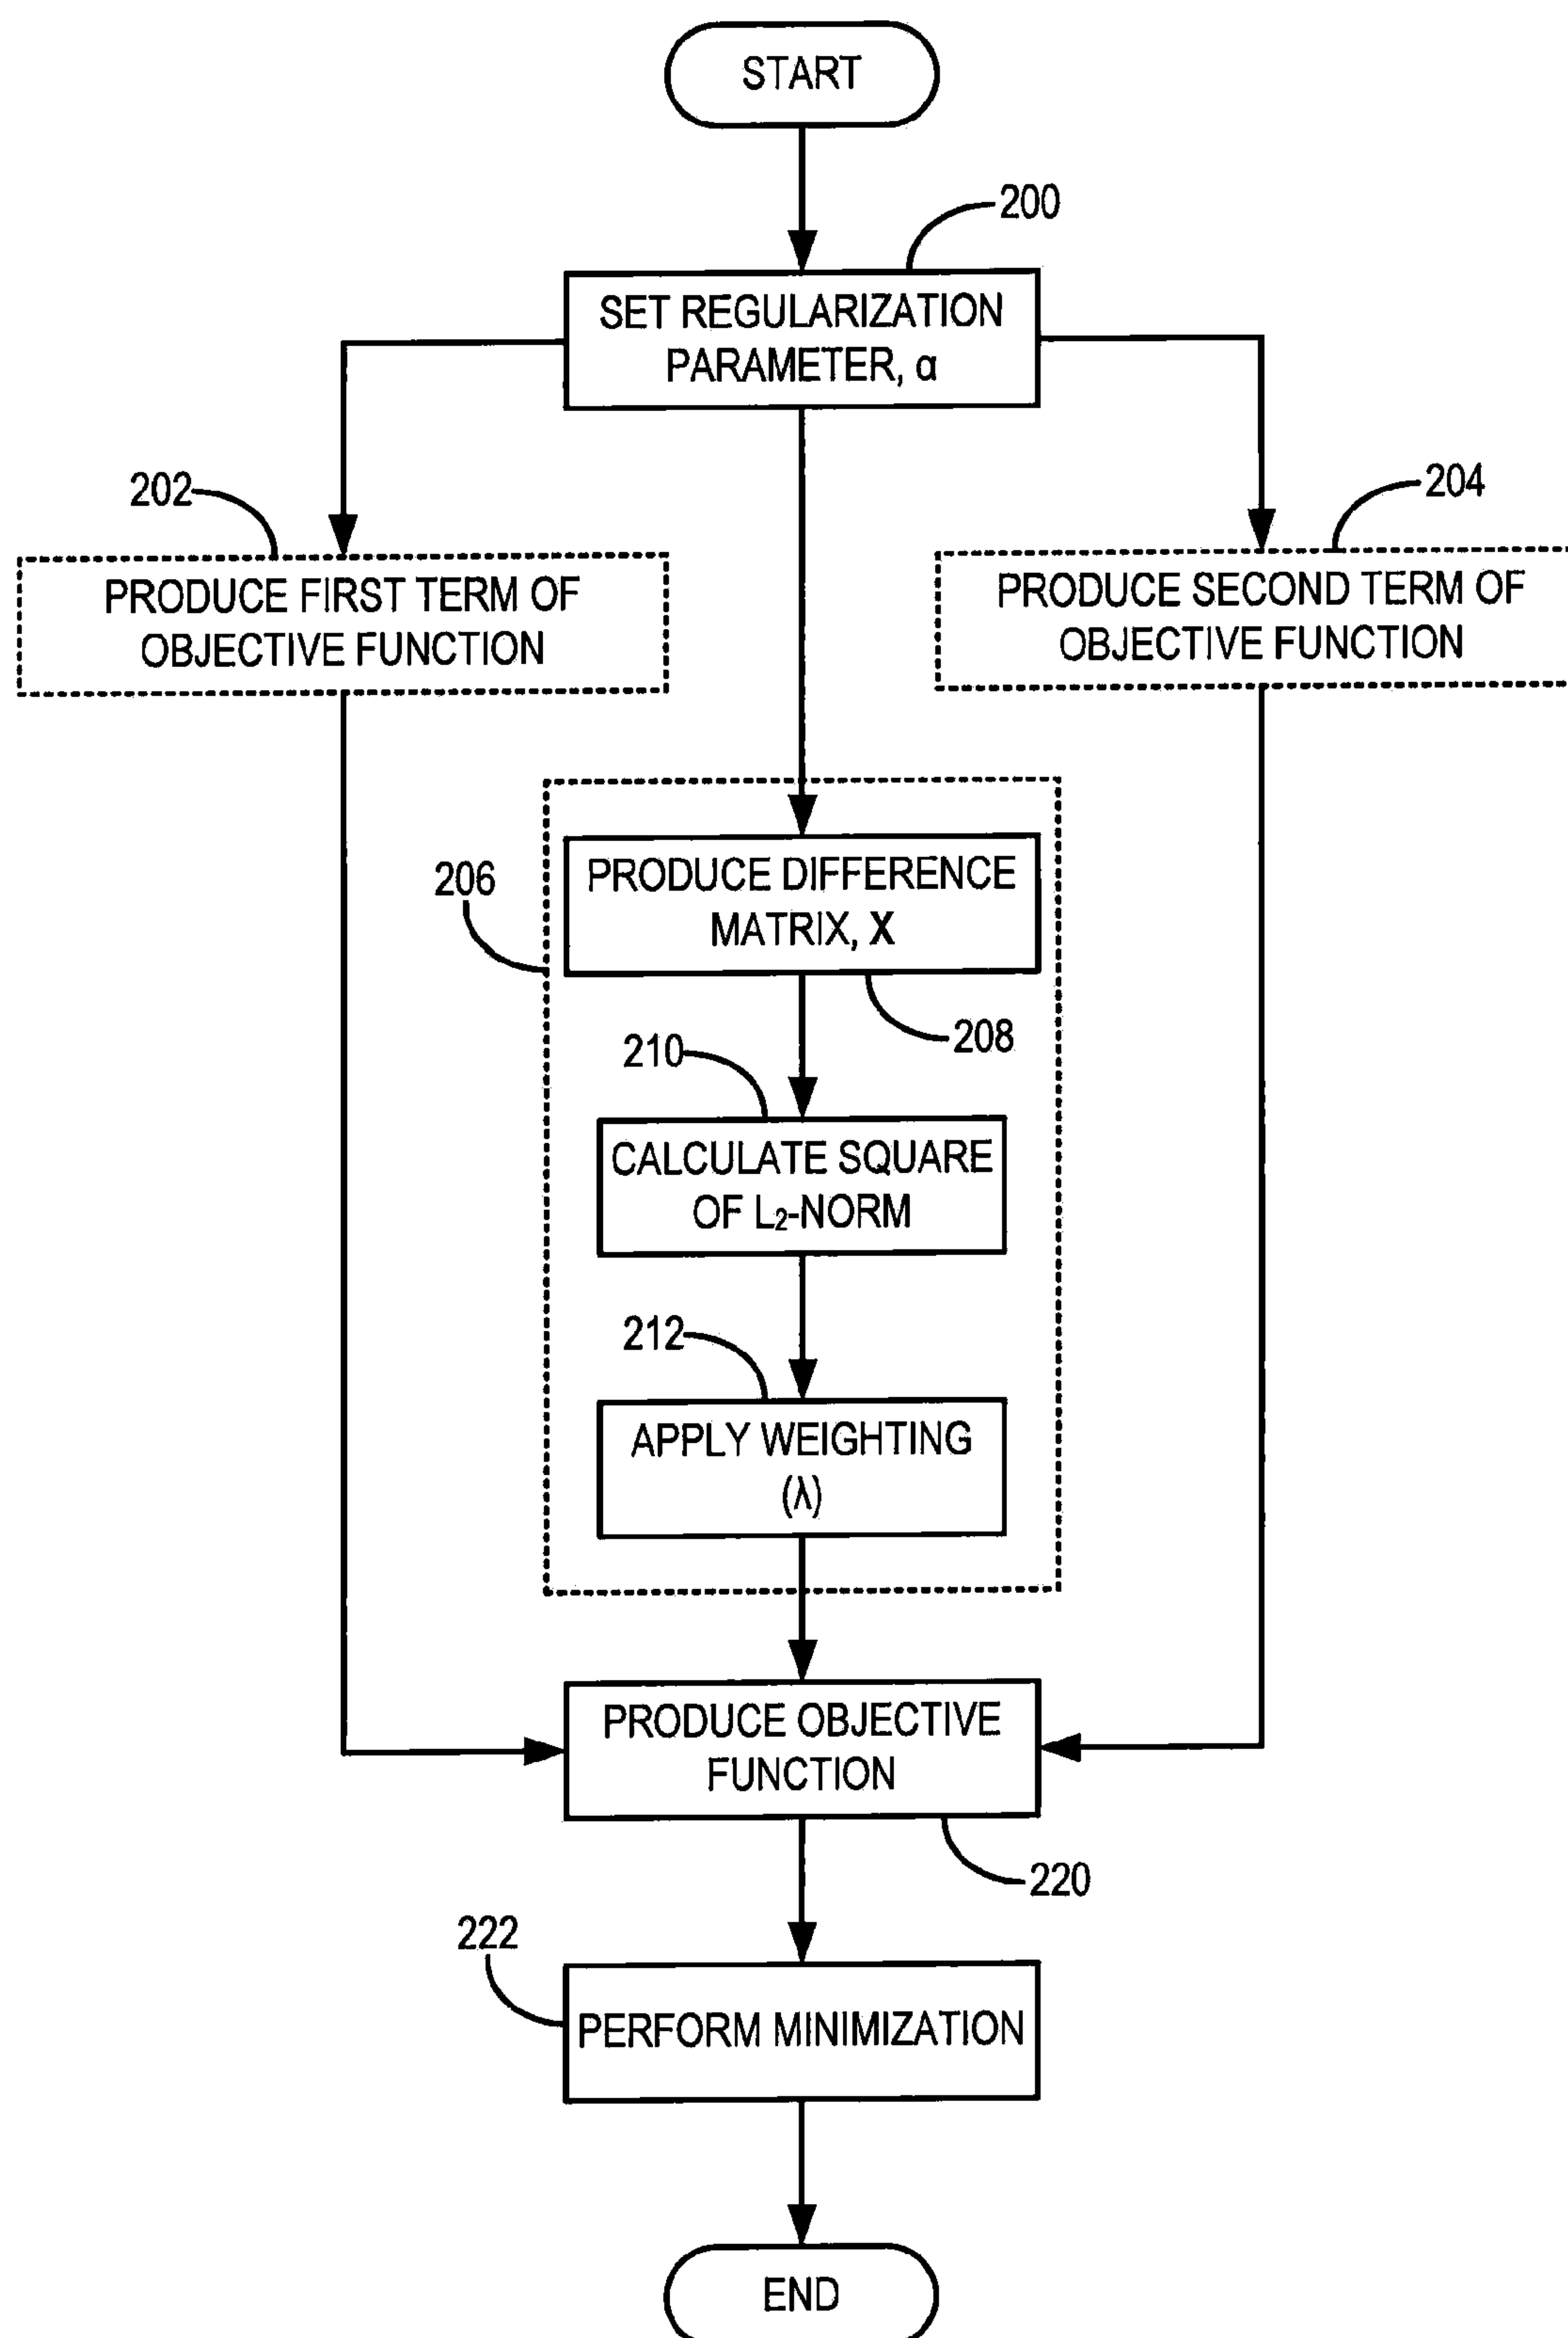 START
200
SET REGULARIZATION
PARAMETER, α
202
204
PRODUCE FIRST TERM OF
OBJECTIVE FUNCTION
PRODUCE SECOND TERM OF
OBJECTIVE FUNCTION
206
PRODUCE DIFFERENCE
MATRIX, X
208
210
CALCULATE SQUARE
OF L₂-NORM
212
APPLY WEIGHTING
(λ)
PRODUCE OBJECTIVE
FUNCTION
220
222
PERFORM MINIMIZATION
END